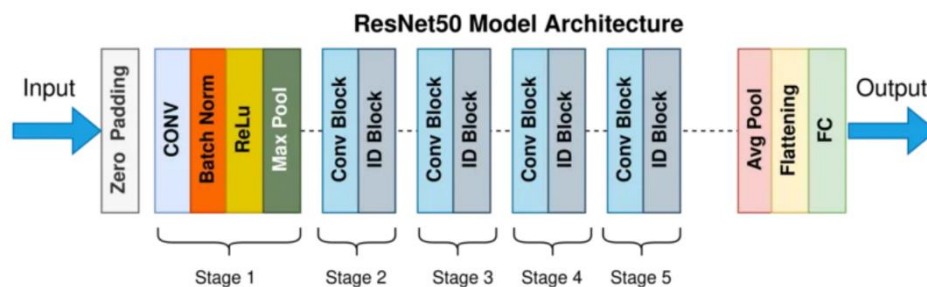 ResNet50 Model Architecture
Input
Zero Padding
CONV
Batch Norm
ReLu
Max Pool
Conv Block
ID Block
Conv Block
ID Block
Conv Block
ID Block
Conv Block
ID Block
Avg Pool
Flattening
FC
Output
Stage 1
Stage 2
Stage 3
Stage 4
Stage 5